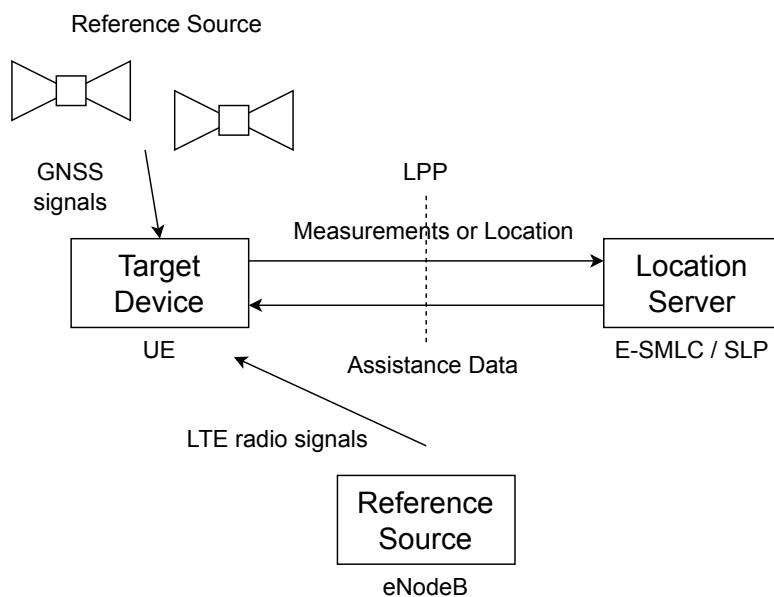 Reference Source
GNSS
signals
LPP
Measurements or Location
Target
Device
Location
Server
UE
E-SMLC / SLP
Assistance Data
LTE radio signals
Reference
Source
eNodeB